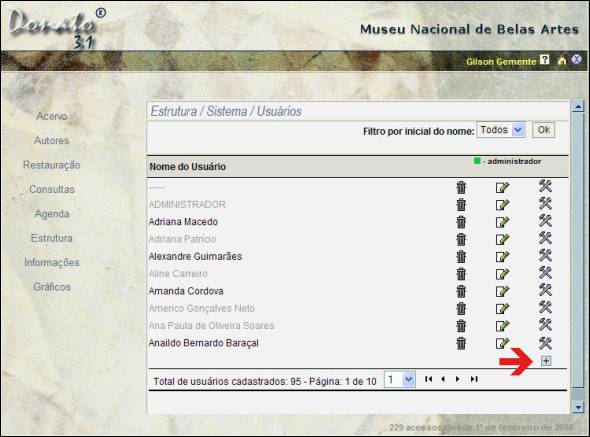 Donato ®
3.1
Museu Nacional de Belas Artes
Gilson Gemente ? X
Acervo
Autores
Restauração
Consultas
Agenda
Estrutura
Informações
Gráficos
Estrutura / Sistema / Usuários
Filtro por inicial do nome: Todos Ok
Nome do Usuário - administrador
-----
ADMINISTRADOR
Adriana Macedo
Adriana Patrício
Alexandre Guimarães
Aline Carreiro
Amanda Cordova
Americo Gonçalves Neto
Ana Paula de Oliveira Soares
Anaildo Bernardo Baraçal
+
Total de usuários cadastrados: 95 - Página: 1 de 10 1
229 acessos desde 1º de fevereiro de 2008